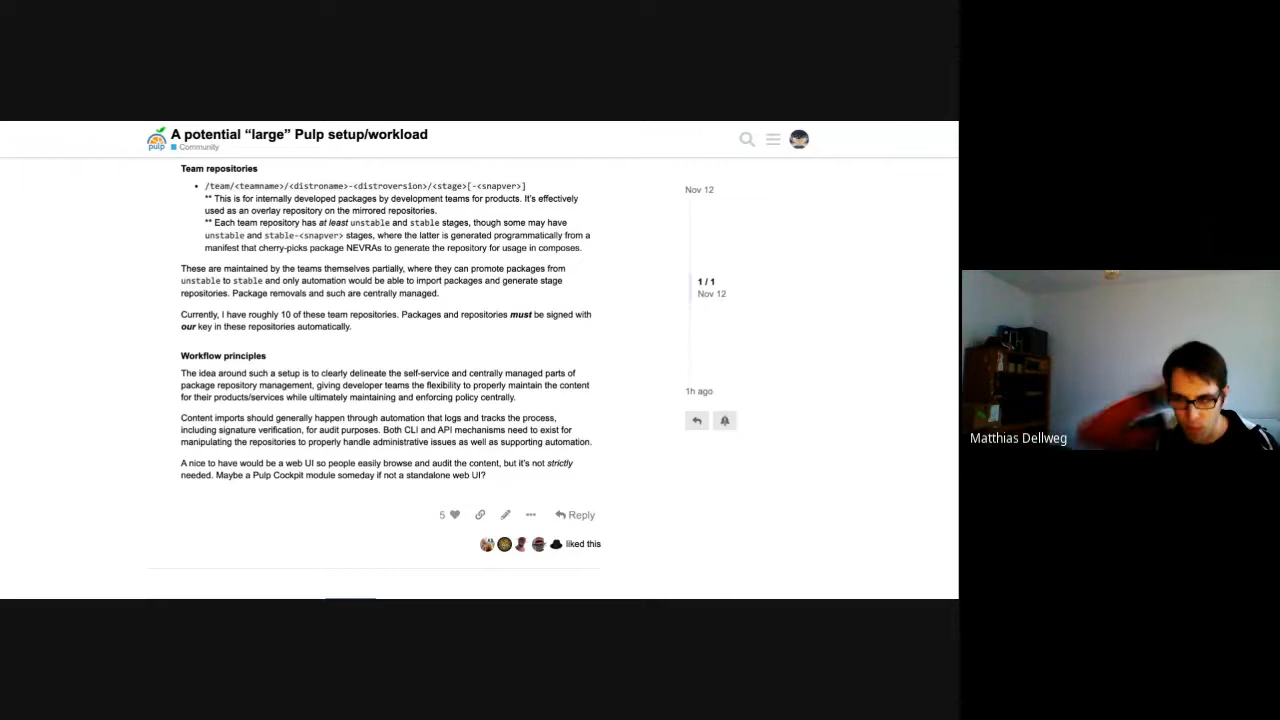 A potential “large” Pulp setup/workload
pulp
Community
Team repositories
• /team/<teamname>/<distroname>-<distroversion>/<stage>[-<snapver>]
** This is for internally developed packages by development teams for products. It’s effectively
used as an overlay repository on the mirrored repositories.
** Each team repository has at least unstable and stable stages, though some may have
unstable and stable-<snapver> stages, where the latter is generated programmatically from a
manifest that cherry-picks package NEVRAs to generate the repository for usage in composes.
These are maintained by the teams themselves partially, where they can promote packages from
unstable to stable and only automation would be able to import packages and generate stage
repositories. Package removals and such are centrally managed.
Currently, I have roughly 10 of these team repositories. Packages and repositories must be signed with
our key in these repositories automatically.
Workflow principles
The idea around such a setup is to clearly delineate the self-service and centrally managed parts of
package repository management, giving developer teams the flexibility to properly maintain the content
for their products/services while ultimately maintaining and enforcing policy centrally.
Content imports should generally happen through automation that logs and tracks the process,
including signature verification, for audit purposes. Both CLI and API mechanisms need to exist for
manipulating the repositories to properly handle administrative issues as well as supporting automation.
A nice to have would be a web UI so people easily browse and audit the content, but it’s not strictly
needed. Maybe a Pulp Cockpit module someday if not a standalone web UI?
5
Reply
liked this
Nov 12
1 / 1
Nov 12
1h ago
Matthias Dellweg